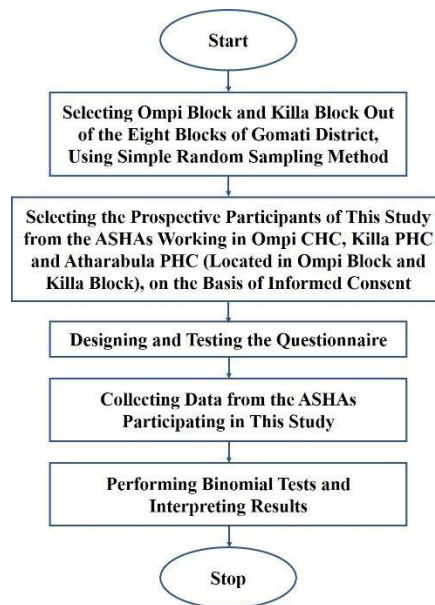 Start
Selecting Ompi Block and Killa Block Out
of the Eight Blocks of Gomati District,
Using Simple Random Sampling Method
Selecting the Prospective Participants of This Study
from the ASHAs Working in Ompi CHC, Killa PHC
and Atharabula PHC (Located in Ompi Block and
Killa Block), on the Basis of Informed Consent
Designing and Testing the Questionnaire
Collecting Data from the ASHAs
Participating in This Study
Performing Binomial Tests and
Interpreting Results
Stop